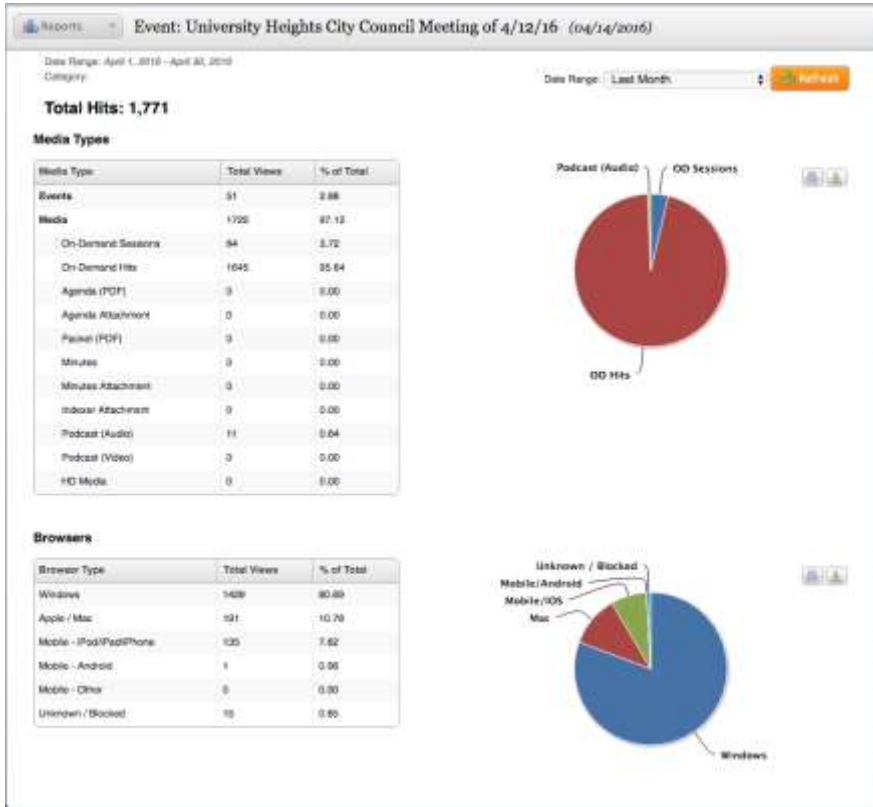 Reports
Event: University Heights City Council Meeting of 4/12/16 (04/14/2016)
Date Range: April 1, 2016 - April 30, 2016
Category:
Date Range: Last Month Refresh
Total Hits: 1,771
Media Types
Media Type Total Views % of Total
Events 51 2.88
Media 1720 97.12
On-Demand Sessions 64 3.72
On-Demand Hits 1645 95.64
Agenda (PDF) 0 0.00
Agenda Attachment 0 0.00
Packet (PDF) 0 0.00
Minutes 0 0.00
Minutes Attachment 0 0.00
Indexer Attachment 0 0.00
Podcast (Audio) 11 0.64
Podcast (Video) 0 0.00
HD Media 0 0.00
Podcast (Audio)
OD Sessions
OD Hits
Browsers
Browser Type Total Views % of Total
Windows 1429 80.69
Apple / Mac 191 10.78
Mobile - iPod/iPad/iPhone 135 7.62
Mobile - Android 1 0.06
Mobile - Other 0 0.00
Unknown / Blocked 15 0.85
Unknown / Blocked
Mobile/Android
Mobile/IOS
Mac
Windows